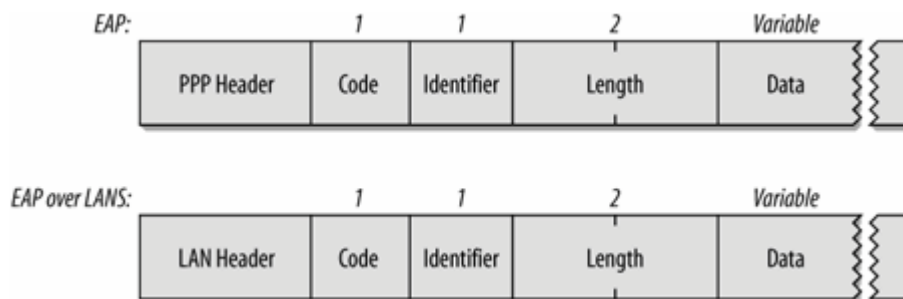 EAP: 1 1 2 Variable
PPP Header Code Identifier Length Data
EAP over LANS: 1 1 2 Variable
LAN Header Code Identifier Length Data